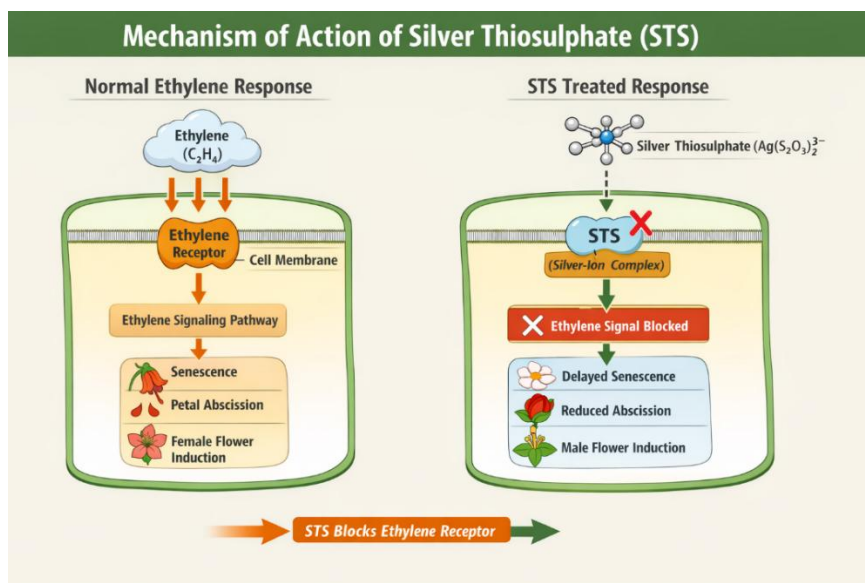 Mechanism of Action of Silver Thiosulphate (STS)
Normal Ethylene Response
Ethylene
(C₂H₄)
Ethylene
Receptor
Cell Membrane
Ethylene Signaling Pathway
Senescence
Petal Abscission
Female Flower
Induction
STS Treated Response
Silver Thiosulphate (Ag(S₂O₃)₂³⁻
STS
(Silver-Ion Complex)
Ethylene Signal Blocked
Delayed Senescence
Reduced Abscission
Male Flower Induction
STS Blocks Ethylene Receptor